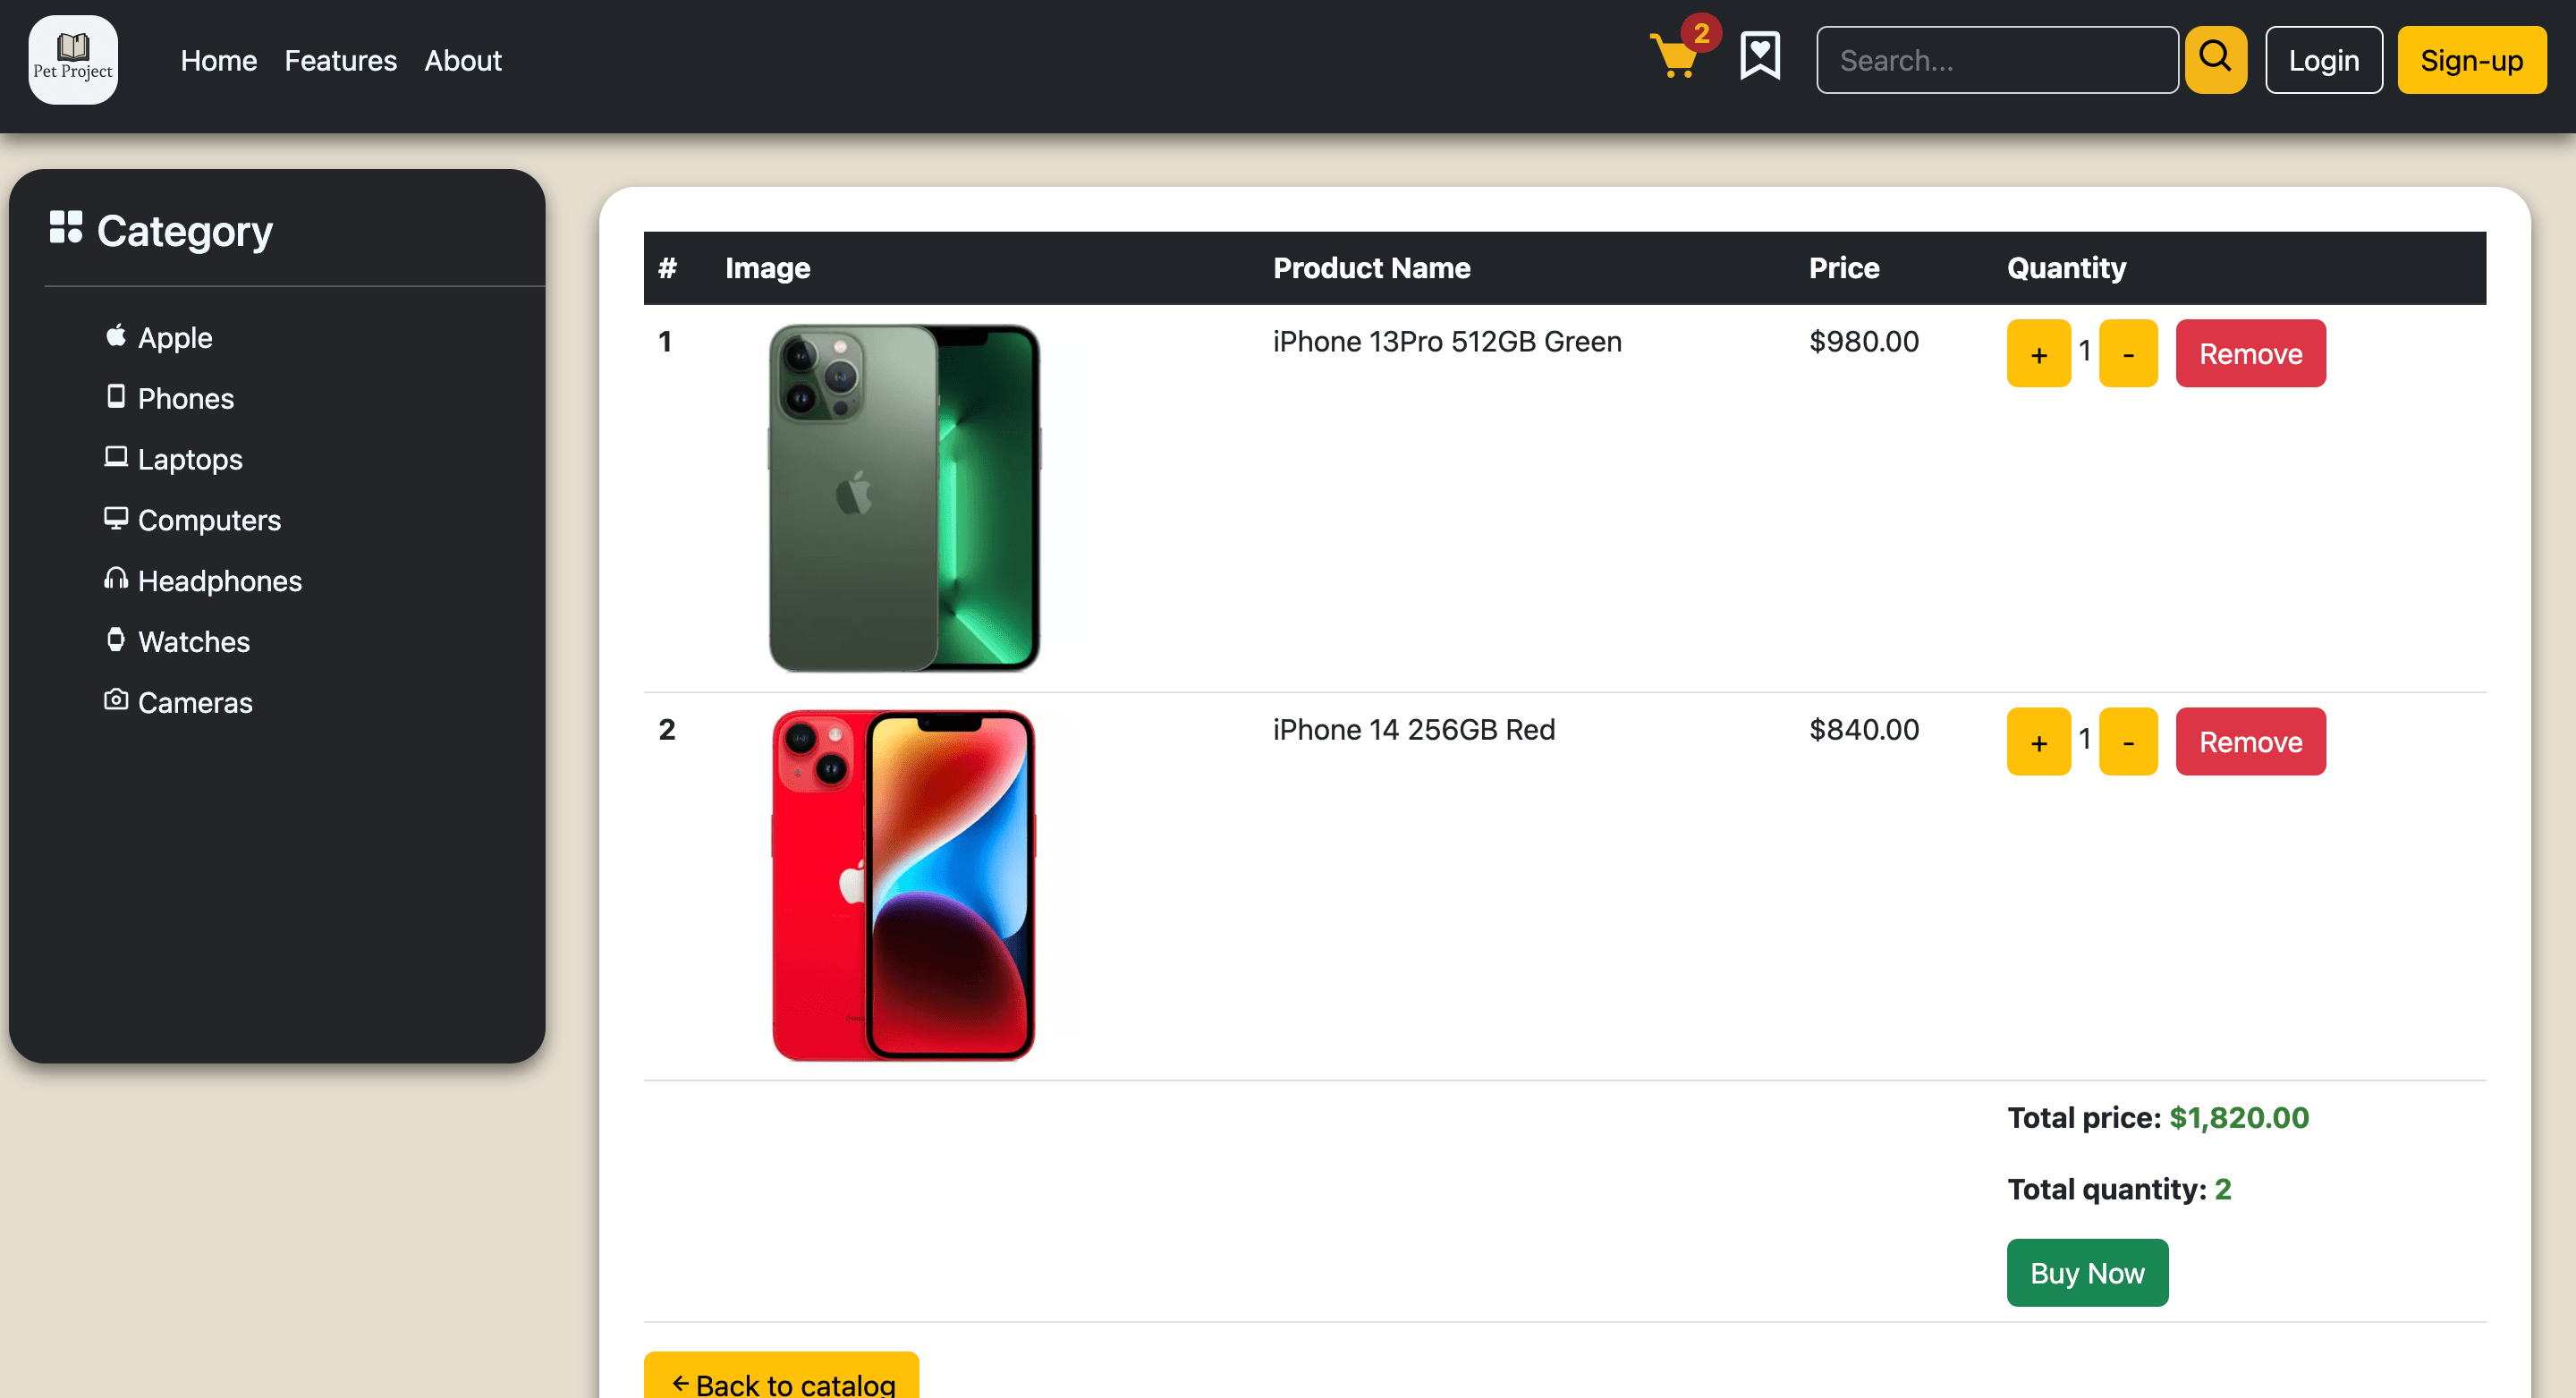 Pet Project
Home Features About
2
Search...
Login
Sign-up
Category
Apple
Phones
Laptops
Computers
Headphones
Watches
Cameras
# Image Product Name Price Quantity
1 iPhone 13Pro 512GB Green $980.00 + 1 - Remove
2 iPhone 14 256GB Red $840.00 + 1 - Remove
Total price: $1,820.00
Total quantity: 2
Buy Now
← Back to catalog